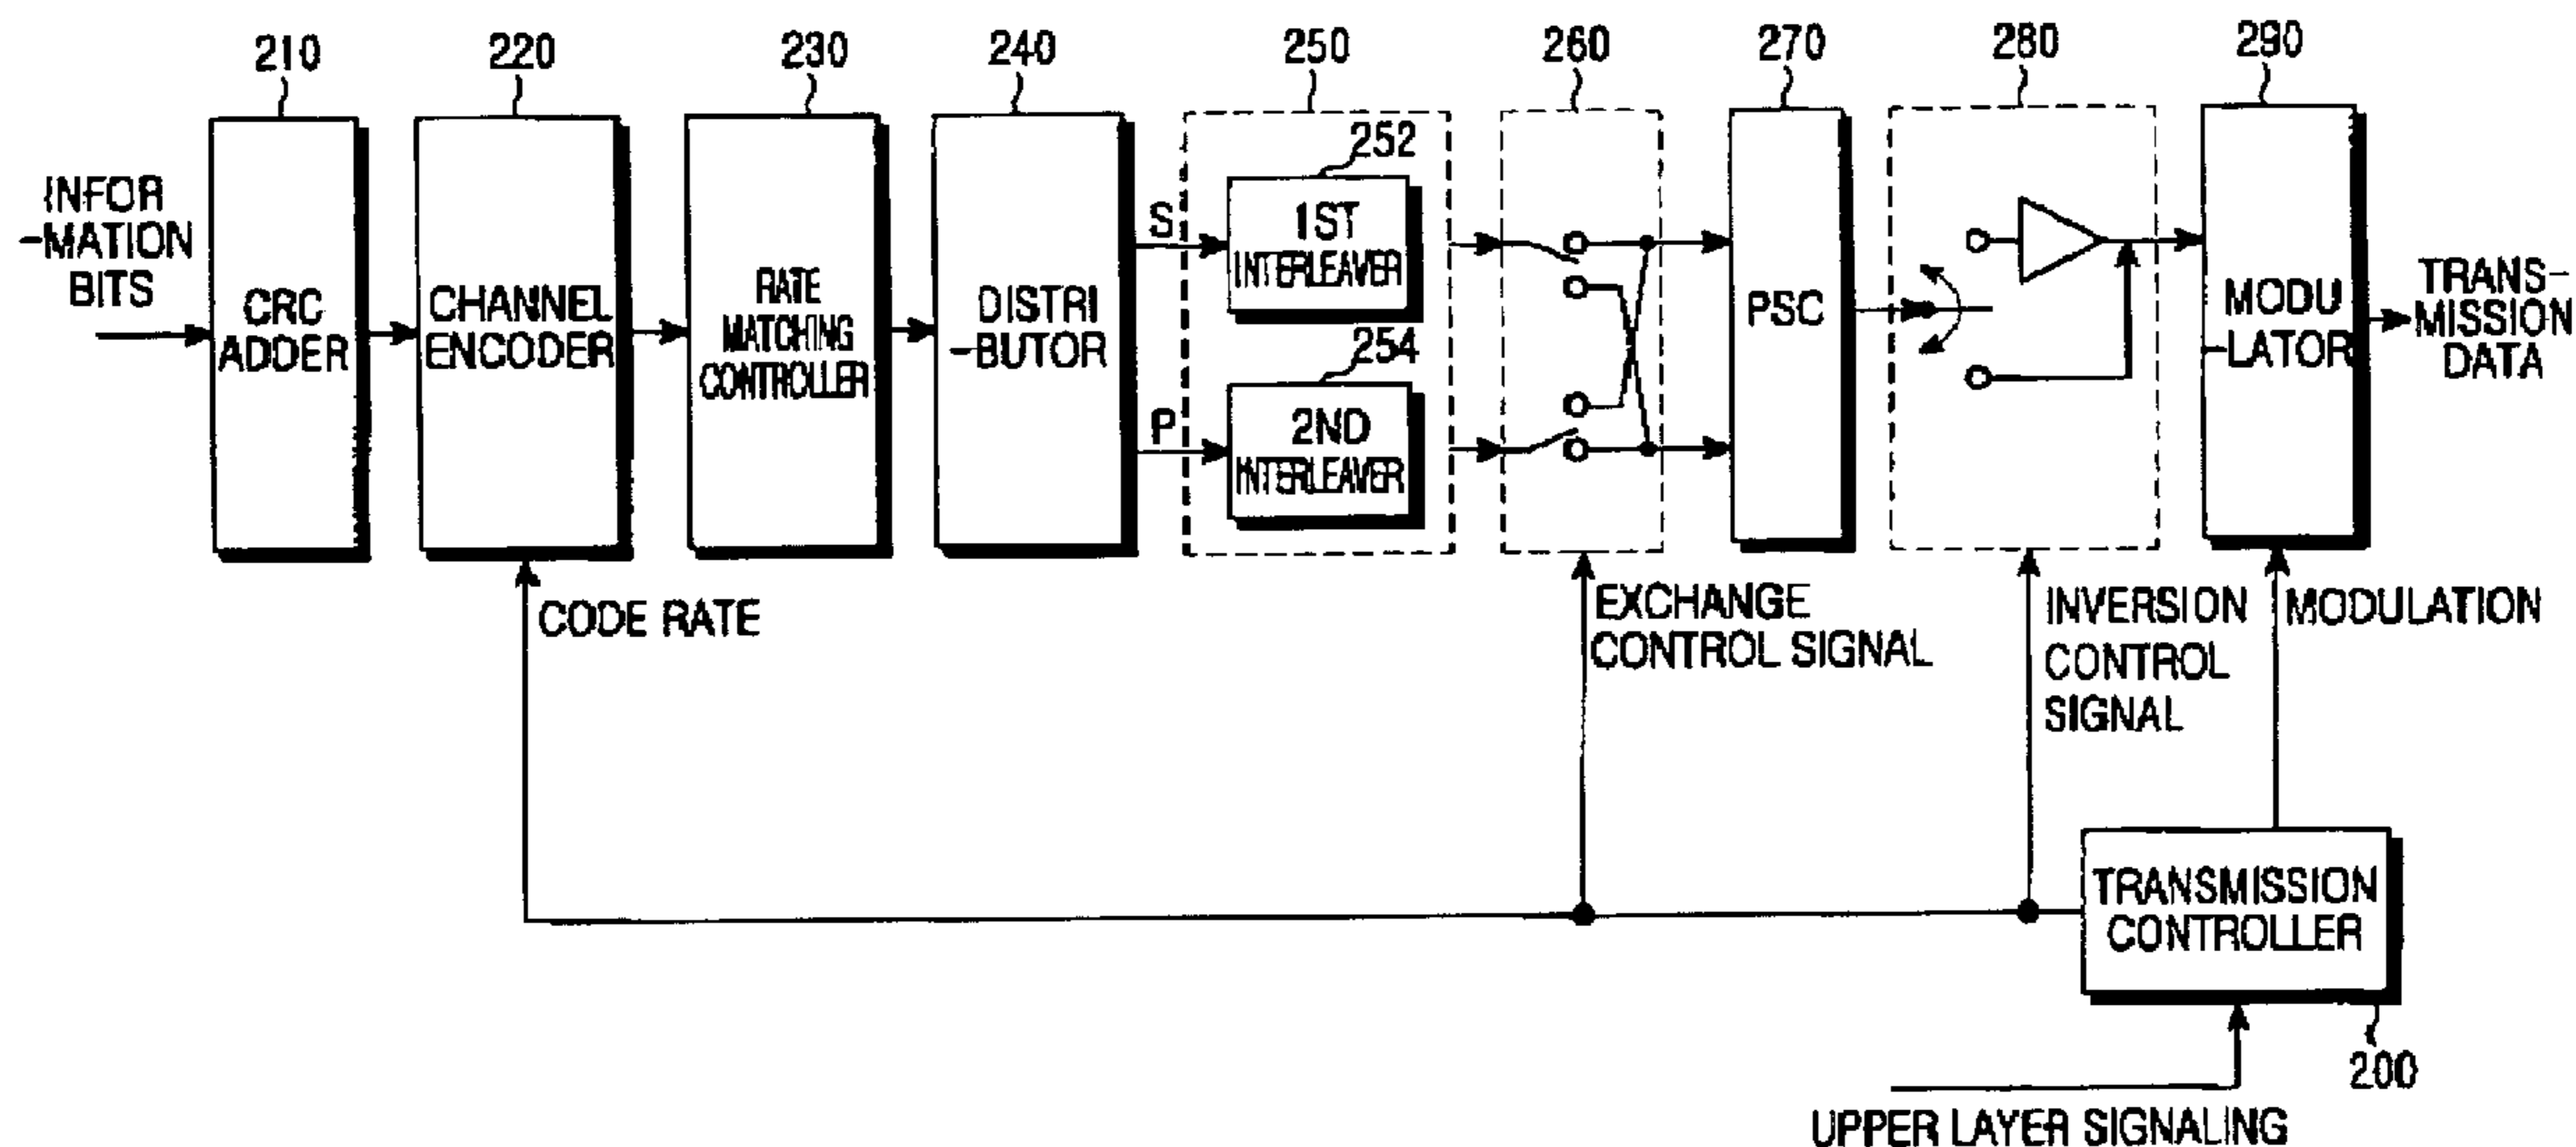 210
220
230
240
250
260
270
280
290
252
254
INFOR
-MATION
BITS
CRC
ADDER
CHANNEL
ENCODER
RATE
MATCHING
CONTROLLER
DISTRI
-BUTOR
S
P
1ST
INTERLEAVER
2ND
INTERLEAVER
PSC
MODU
-LATOR
TRANS-
MISSION
DATA
CODE RATE
EXCHANGE
CONTROL SIGNAL
INVERSION
CONTROL
SIGNAL
MODULATION
TRANSMISSION
CONTROLLER
200
UPPER LAYER SIGNALING